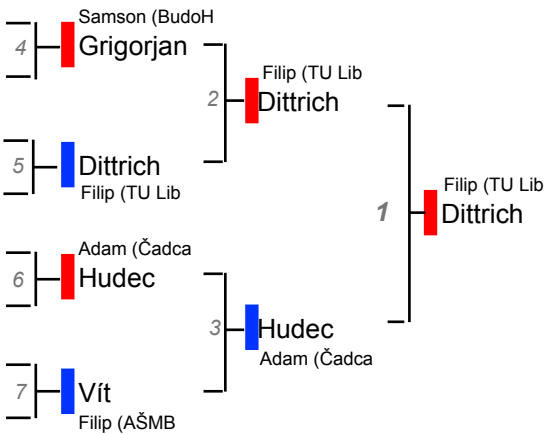 Samson (BudoH
4 Grigorjan
Filip (TU Lib
2 Dittrich
5 Dittrich
Filip (TU Lib
Filip (TU Lib
1 Dittrich
Adam (Čadca
6 Hudec
3 Hudec
Adam (Čadca
7 Vít
Filip (AŠMB